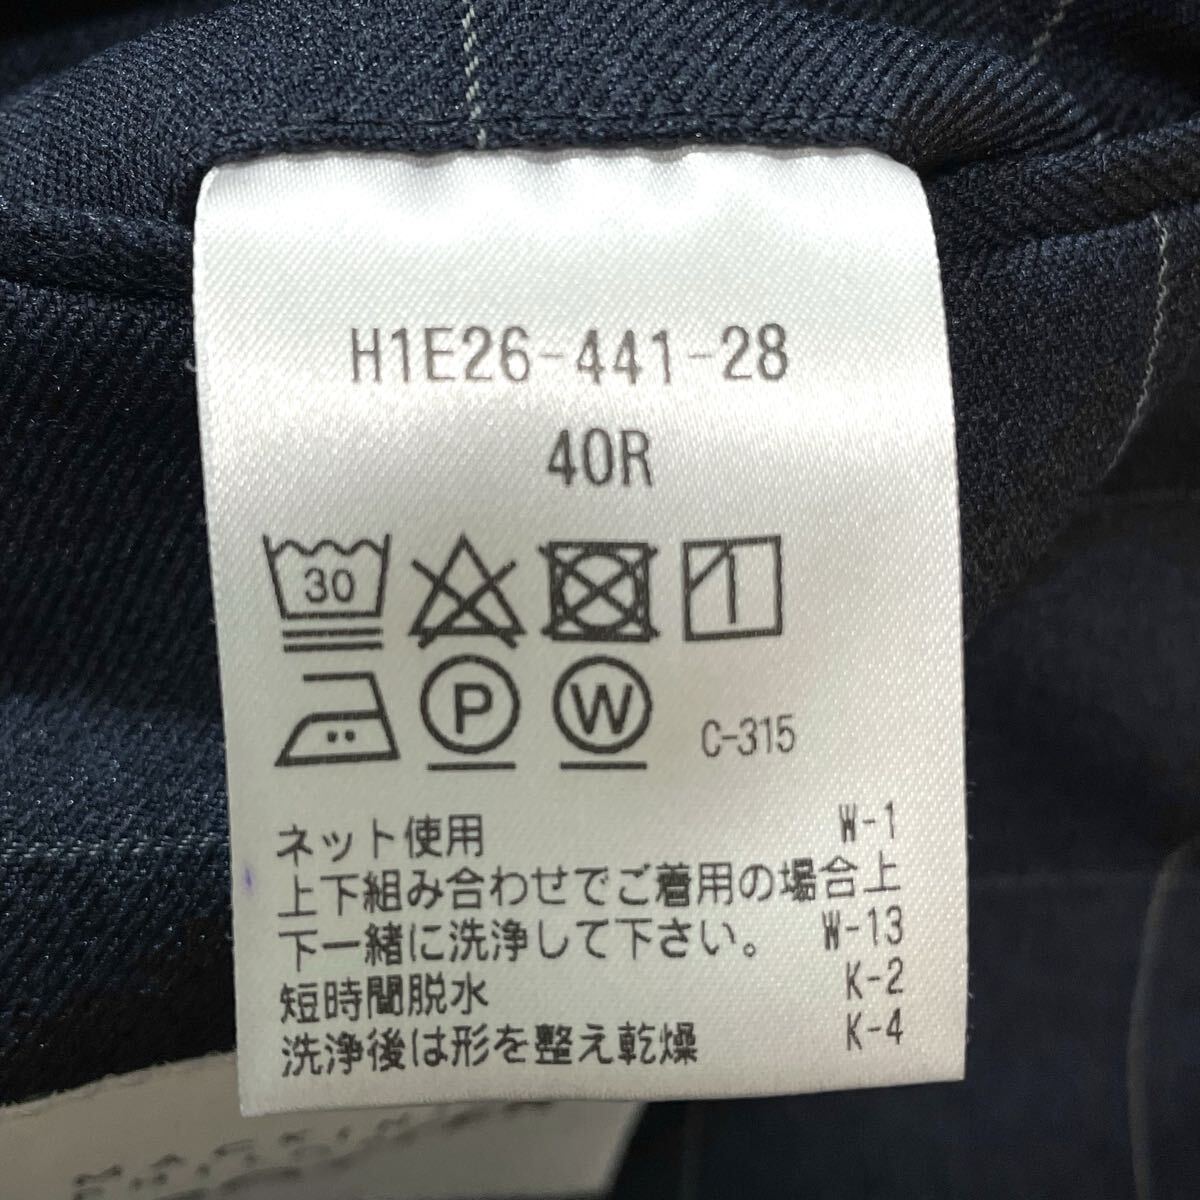 H1E26-441-28
40R
30
P W C-315
ネット使用 W-1
上下組み合わせでご着用の場合上
下一緒に洗浄して下さい。 W-13
短時間脱水 K-2
洗浄後は形を整え乾燥 K-4